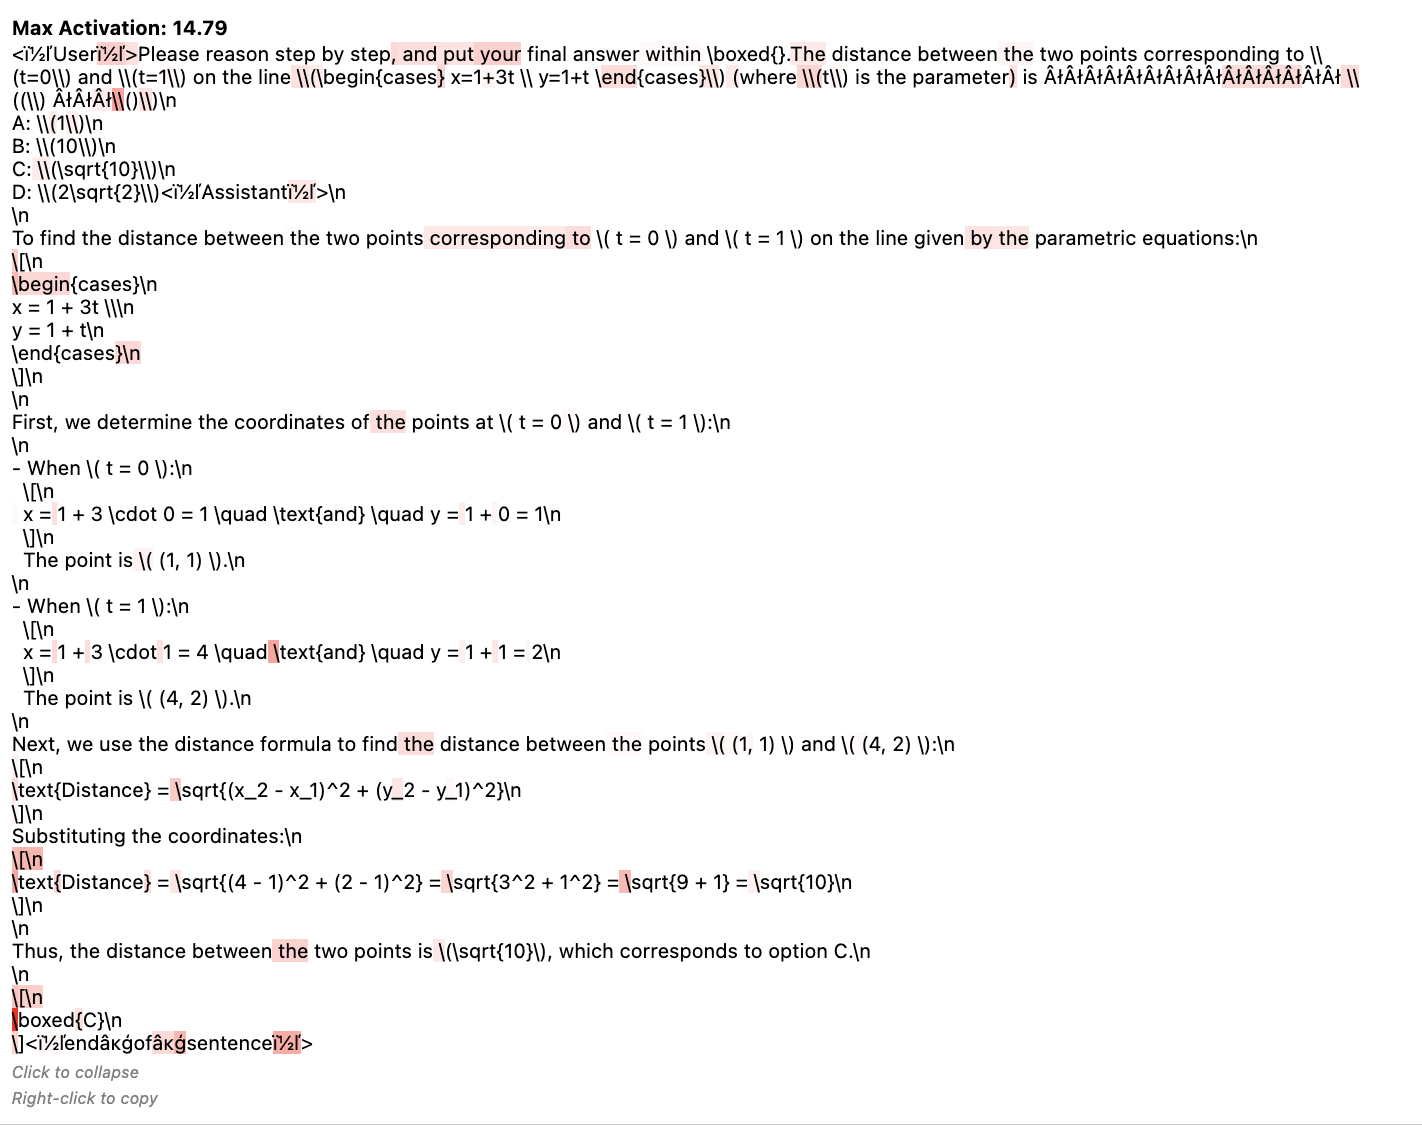 Max Activation: 14.79
<ï½ľUserï½ľ>Please reason step by step, and put your final answer within \boxed{}.The distance between the two points corresponding to \\
(t=0\\) and \\(t=1\\) on the line \\(\begin{cases} x=1+3t \\ y=1+t \end{cases}\\) (where \\(t\\) is the parameter) is ÂłÂłÂłÂłÂłÂłÂłÂłÂłÂłÂłÂłÂłÂłÂł \\
((\\) ÂłÂłÂł\\()\\)\n
A: \\(1\\)\n
B: \\(10\\)\n
C: \\(\sqrt{10}\\)\n
D: \\(2\sqrt{2}\\)<ï½ľAssistantï½ľ>\n
\n
To find the distance between the two points corresponding to \( t = 0 \) and \( t = 1 \) on the line given by the parametric equations:\n
\[\n
\begin{cases}\n
x = 1 + 3t \\\n
y = 1 + t\n
\end{cases}\n
\]\n
\n
First, we determine the coordinates of the points at \( t = 0 \) and \( t = 1 \):\n
\n
- When \( t = 0 \):\n
\[\n
x = 1 + 3 \cdot 0 = 1 \quad \text{and} \quad y = 1 + 0 = 1\n
\]\n
The point is \( (1, 1) \).\n
\n
- When \( t = 1 \):\n
\[\n
x = 1 + 3 \cdot 1 = 4 \quad \text{and} \quad y = 1 + 1 = 2\n
\]\n
The point is \( (4, 2) \).\n
\n
Next, we use the distance formula to find the distance between the points \( (1, 1) \) and \( (4, 2) \):\n
\[\n
\text{Distance} = \sqrt{(x_2 - x_1)^2 + (y_2 - y_1)^2}\n
\]\n
Substituting the coordinates:\n
\[\n
\text{Distance} = \sqrt{(4 - 1)^2 + (2 - 1)^2} = \sqrt{3^2 + 1^2} = \sqrt{9 + 1} = \sqrt{10}\n
\]\n
\n
Thus, the distance between the two points is \(\sqrt{10}\), which corresponds to option C.\n
\n
\[\n
\boxed{C}\n
\]<ï½ľendâĸģofâĸģsentenceï½ľ>
Click to collapse
Right-click to copy